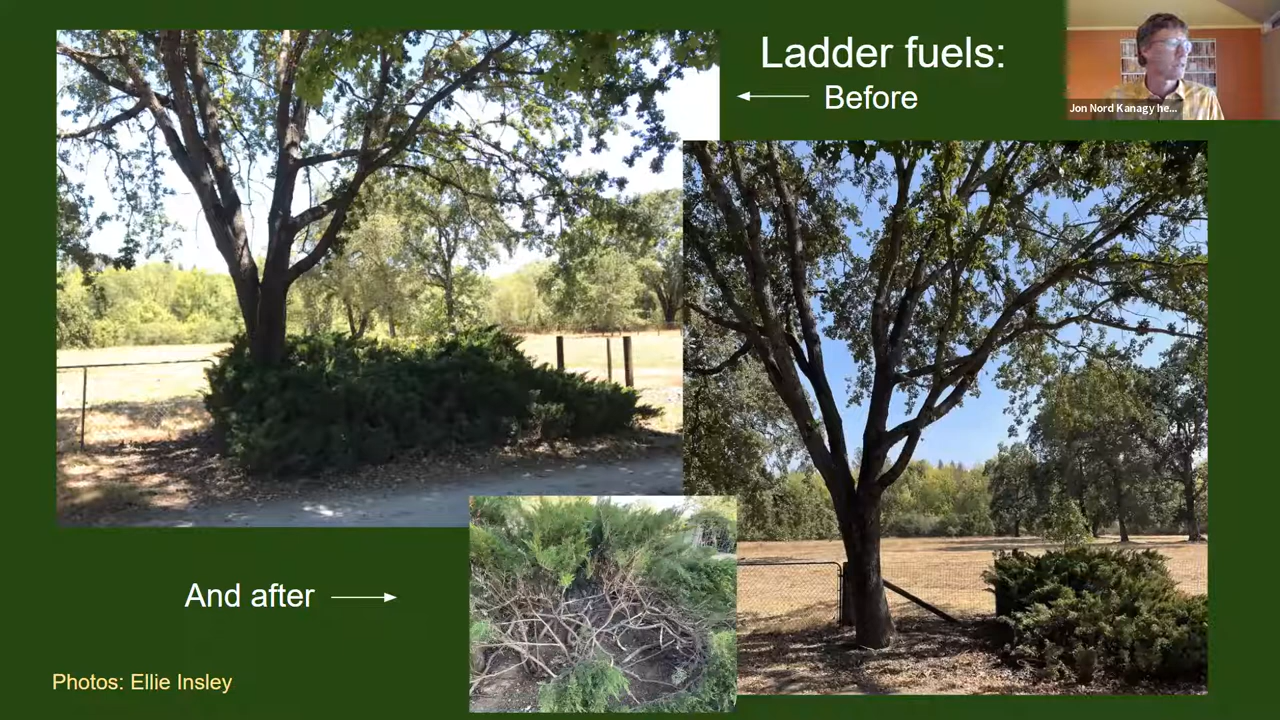 Ladder fuels:
Before
Jon Nord Kanagy he...
And after
Photos: Ellie Insley